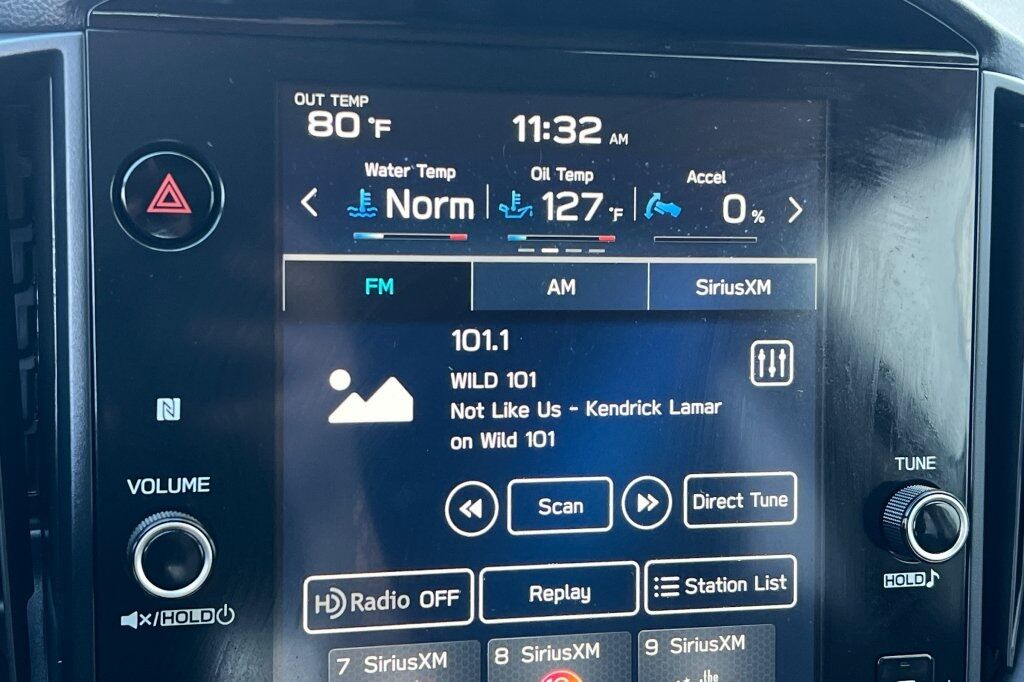 OUT TEMP
80 °F
11:32 AM
Water Temp
Norm
Oil Temp
127 °F
Accel
0 %
FM
AM
SiriusXM
101.1
WILD 101
Not Like Us - Kendrick Lamar
on Wild 101
Scan
Direct Tune
HD Radio OFF
Replay
Station List
7 SiriusXM
8 SiriusXM
9 SiriusXM
the
VOLUME
/HOLD
TUNE
HOLD